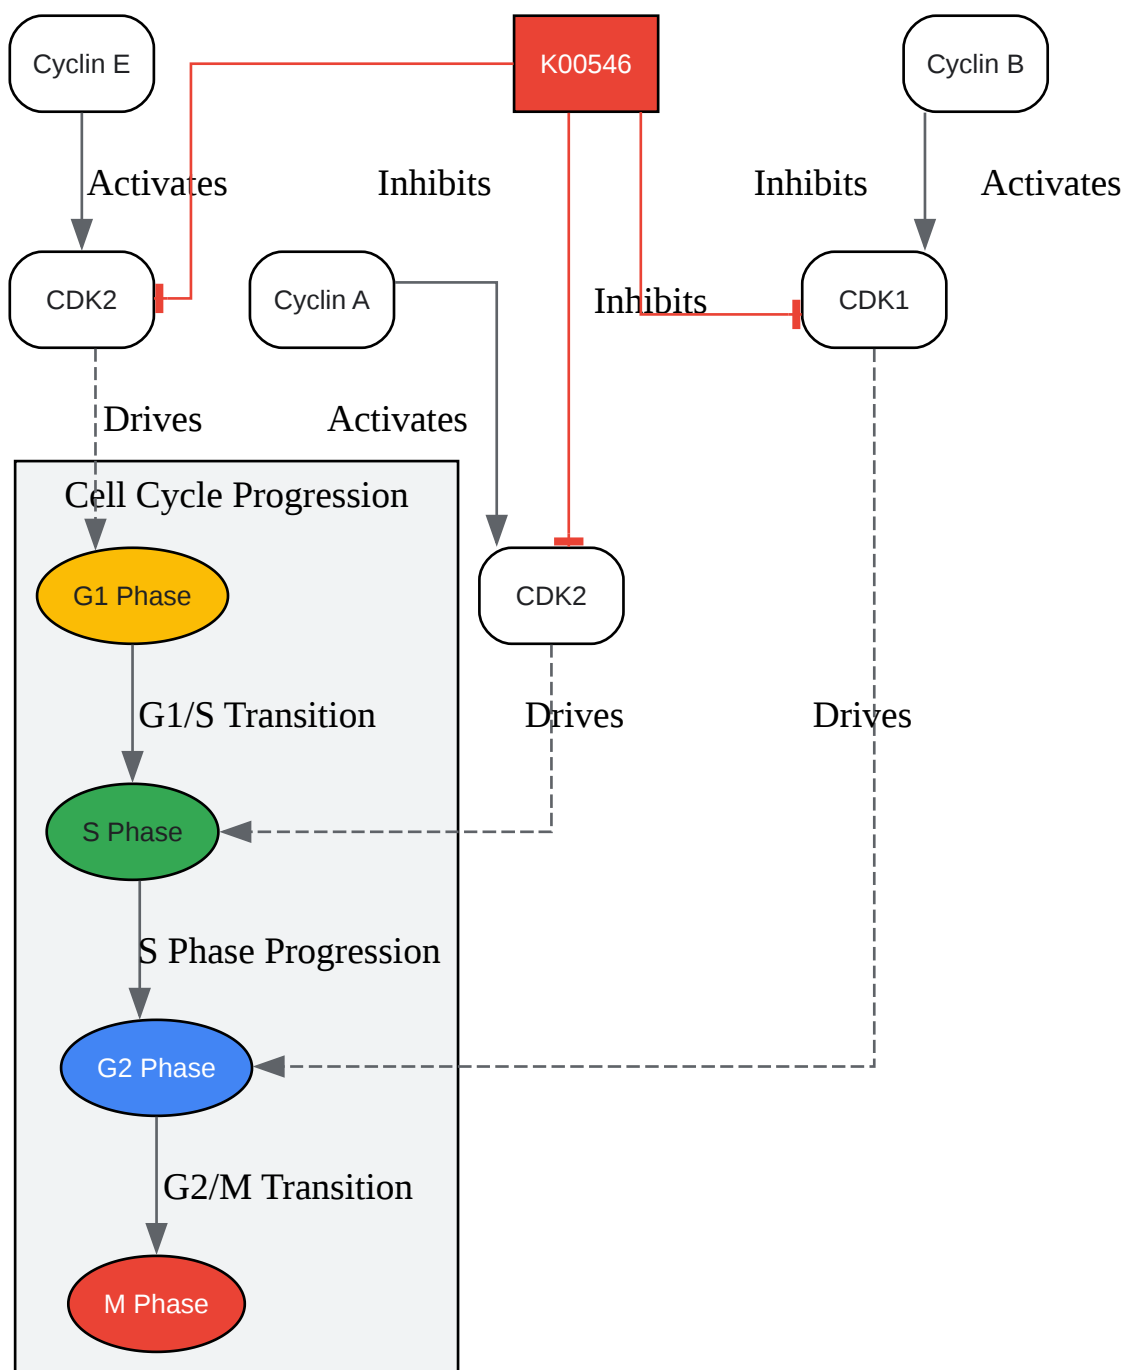 Cyclin E
K00546
Cyclin B
Activates
Inhibits
Inhibits
Activates
CDK2
Cyclin A
Inhibits
CDK1
Drives
Activates
Cell Cycle Progression
G1 Phase
CDK2
G1/S Transition
Drives
Drives
S Phase
S Phase Progression
G2 Phase
G2/M Transition
M Phase